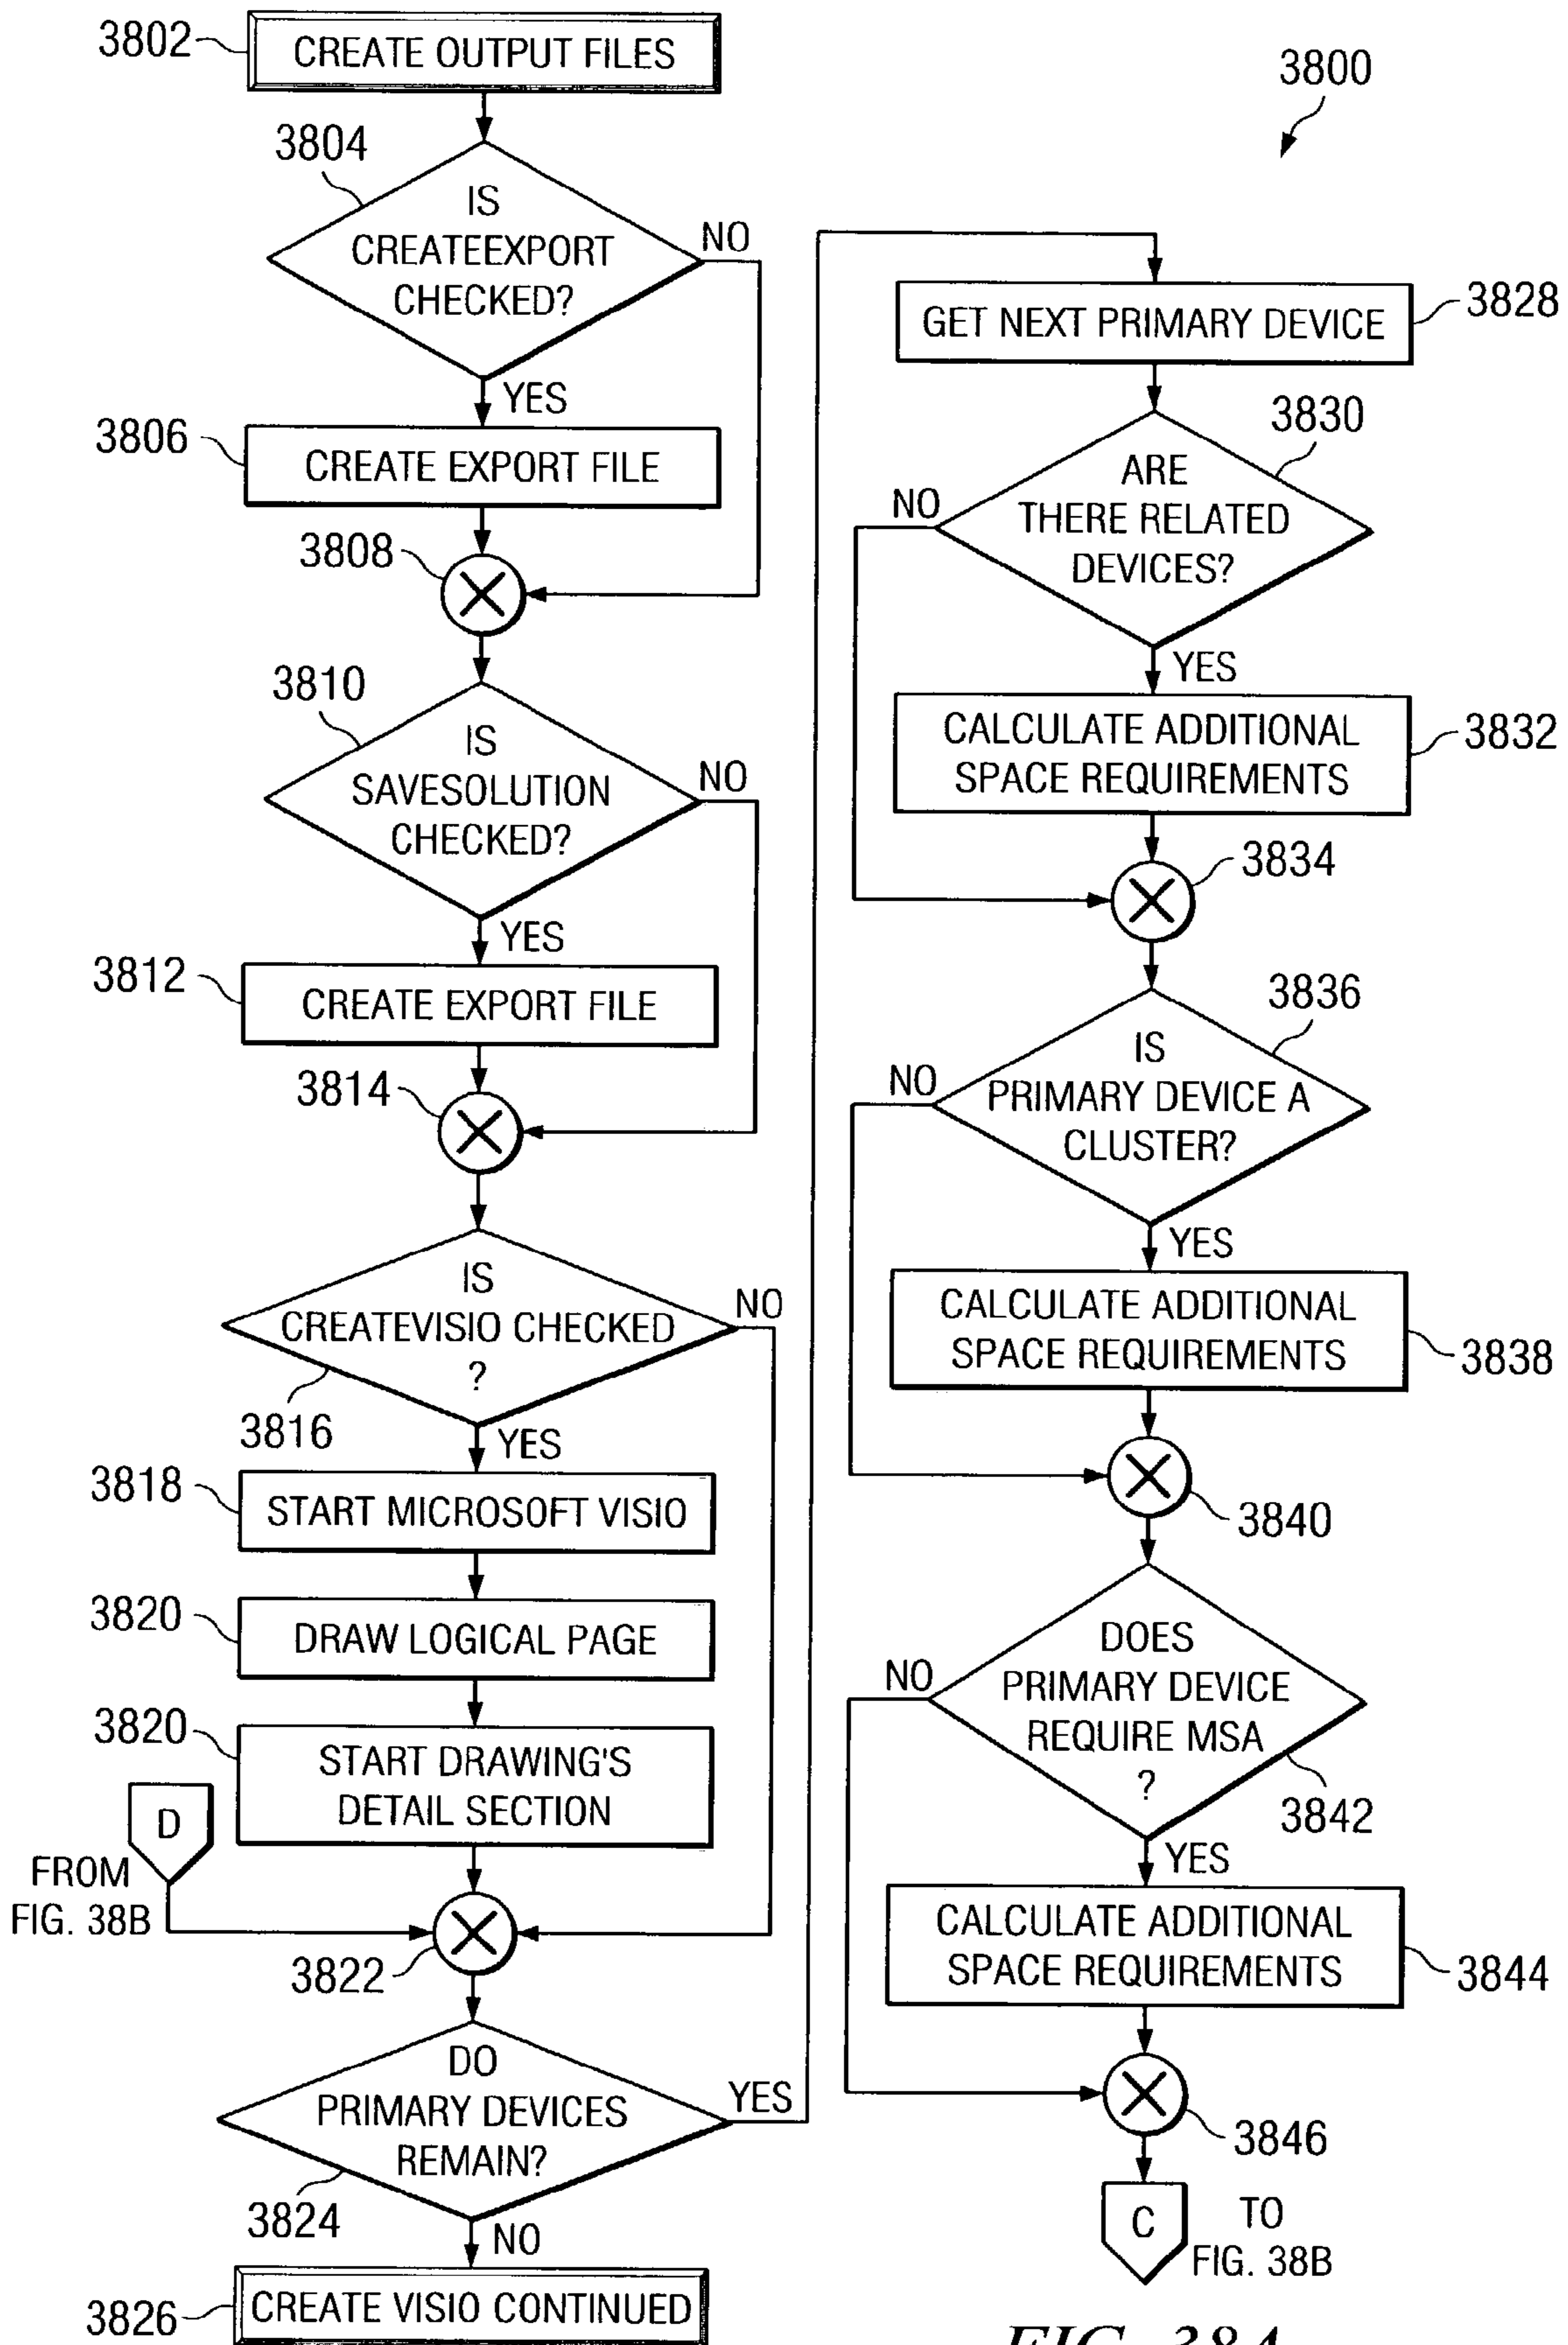 3802
CREATE OUTPUT FILES
3800
3804
IS
CREATEEXPORT
CHECKED?
NO
YES
3806
CREATE EXPORT FILE
3808
3810
IS
SAVESOLUTION
CHECKED?
NO
YES
3812
CREATE EXPORT FILE
3814
IS
CREATEVISIO CHECKED
?
NO
3816
YES
3818
START MICROSOFT VISIO
3820
DRAW LOGICAL PAGE
3820
START DRAWING'S
DETAIL SECTION
D
FROM
FIG. 38B
3822
DO
PRIMARY DEVICES
REMAIN?
YES
3824
NO
3826
CREATE VISIO CONTINUED
GET NEXT PRIMARY DEVICE
3828
3830
ARE
THERE RELATED
DEVICES?
NO
YES
CALCULATE ADDITIONAL
SPACE REQUIREMENTS
3832
3834
3836
IS
PRIMARY DEVICE A
CLUSTER?
NO
YES
CALCULATE ADDITIONAL
SPACE REQUIREMENTS
3838
3840
DOES
PRIMARY DEVICE
REQUIRE MSA
?
NO
3842
YES
CALCULATE ADDITIONAL
SPACE REQUIREMENTS
3844
3846
C
TO
FIG. 38B
FIG. 38A